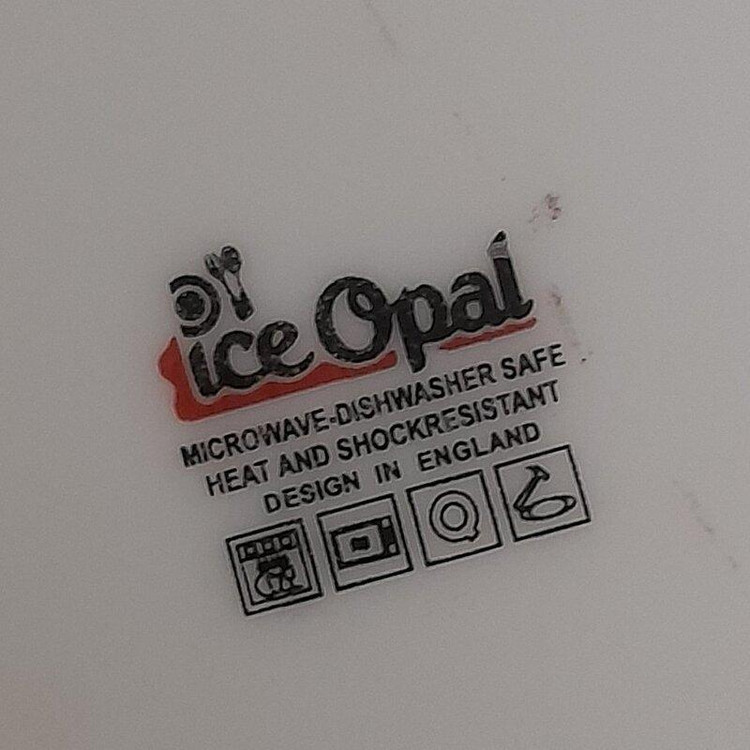 ice Opal
MICROWAVE-DISHWASHER SAFE
HEAT AND SHOCKRESISTANT
DESIGN IN ENGLAND